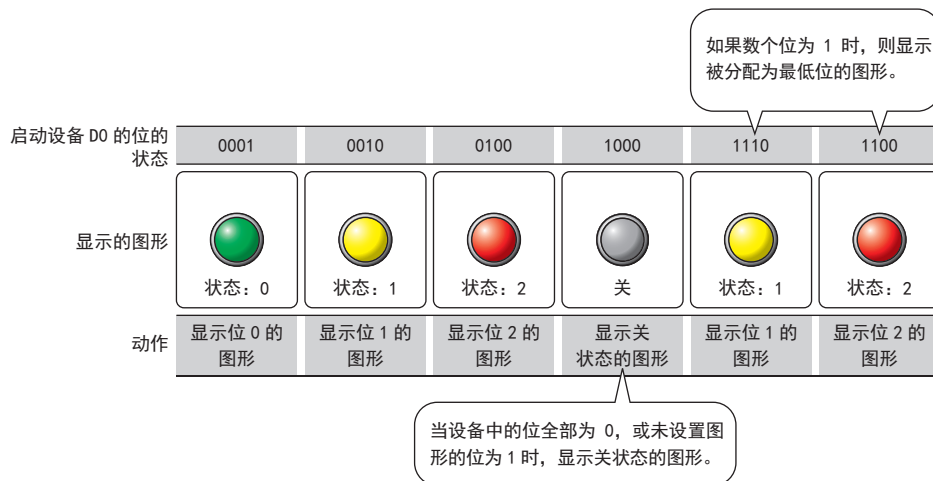 如果数个位为 1 时，则显示
被分配为最低位的图形。
启动设备 D0 的位的
状态
0001 0010 0100 1000 1110 1100
显示的图形
状态：0 状态：1 状态：2 关 状态：1 状态：2
动作
显示位 0 的 显示位 1 的 显示位 2 的 显示关 显示位 1 的 显示位 2 的
图形 图形 图形 状态的图形 图形 图形
当设备中的位全部为 0，或未设置图
形的位为 1 时，显示关状态的图形。